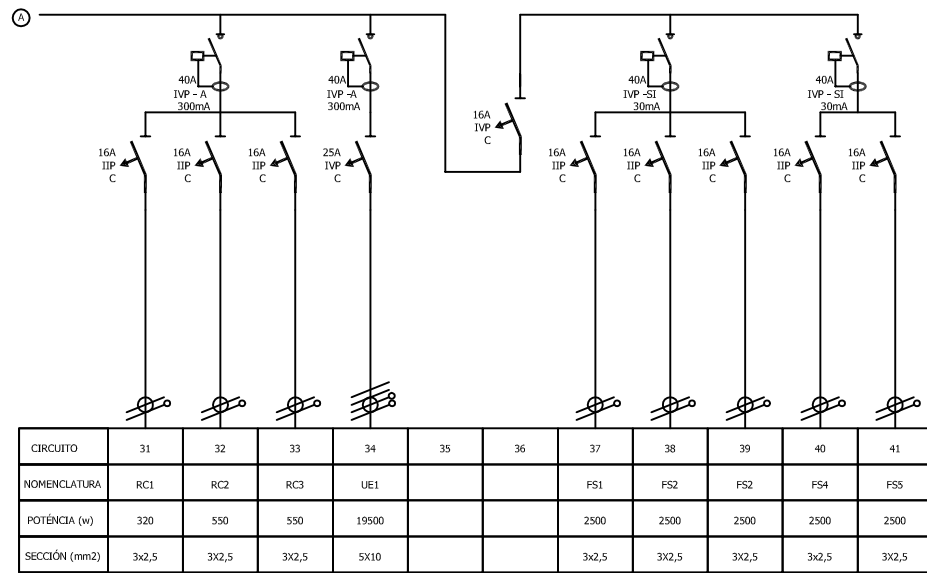 A
40A
IVP - A
300mA
40A
IVP -A
300mA
16A
IVP
C
40A
IVP -SI
30mA
40A
IVP - SI
30mA
16A
IIP
C
16A
IIP
C
16A
IIP
C
25A
IVP
C
16A
IIP
C
16A
IIP
C
16A
IIP
C
16A
IIP
C
16A
IIP
C
CIRCUITO 31 32 33 34 35 36 37 38 39 40 41
NOMENCLATURA RC1 RC2 RC3 UE1 FS1 FS2 FS2 FS4 FS5
POTÉNCIA (w) 320 550 550 19500 2500 2500 2500 2500 2500
SECCIÓN (mm2) 3x2,5 3X2,5 3X2,5 5X10 3x2,5 3X2,5 3X2,5 3x2,5 3X2,5